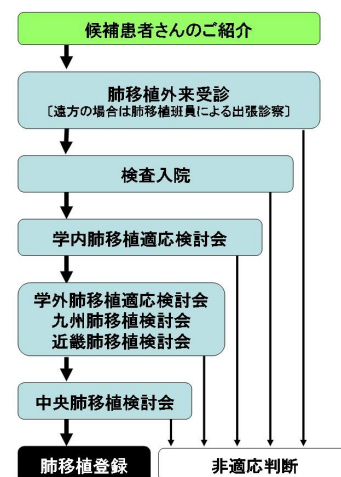 候補患者さんのご紹介
肺移植外来受診
〔遠方の場合は肺移植班員による出張診察〕
検査入院
学内肺移植適応検討会
学外肺移植適応検討会
九州肺移植検討会
近畿肺移植検討会
中央肺移植検討会
肺移植登録
非適応判断